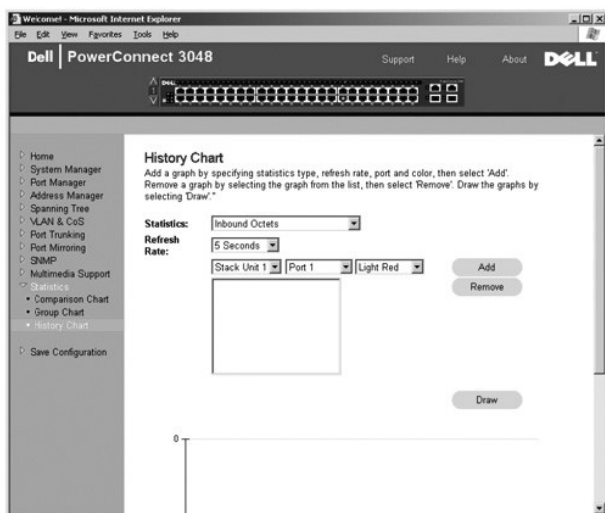 Welcome! - Microsoft Internet Explorer
File Edit View Favorites Tools Help
Dell PowerConnect 3048
Support Help About DELL
1
Home
System Manager
Port Manager
Address Manager
Spanning Tree
VLAN & CoS
Port Trunking
Port Mirroring
SNMP
Multimedia Support
Statistics
Comparison Chart
Group Chart
History Chart
Save Configuration
History Chart
Add a graph by specifying statistics type, refresh rate, port and color, then select 'Add'.
Remove a graph by selecting the graph from the list, then select 'Remove'. Draw the graphs by
selecting 'Draw'."
Statistics: Inbound Octets
Refresh Rate: 5 Seconds
Stack Unit 1 Port 1 Light Red Add
Remove
Draw
0